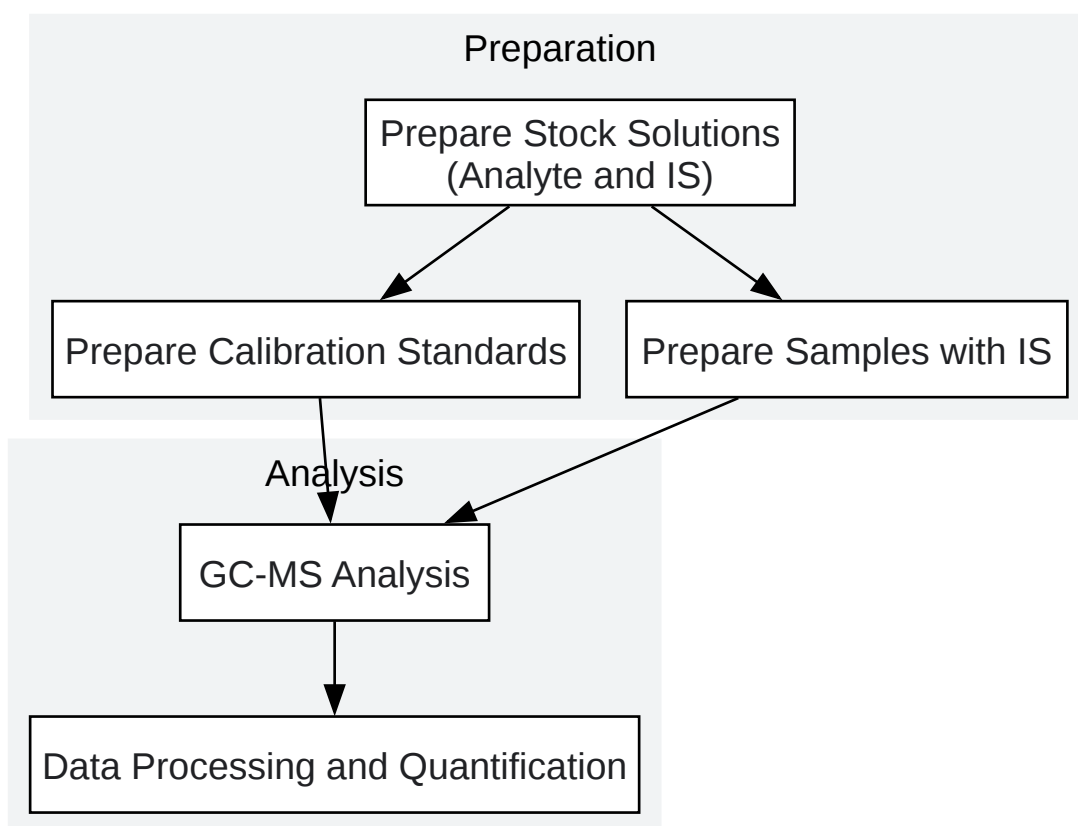 Preparation
Prepare Stock Solutions
(Analyte and IS)
Prepare Calibration Standards
Prepare Samples with IS
Analysis
GC-MS Analysis
Data Processing and Quantification